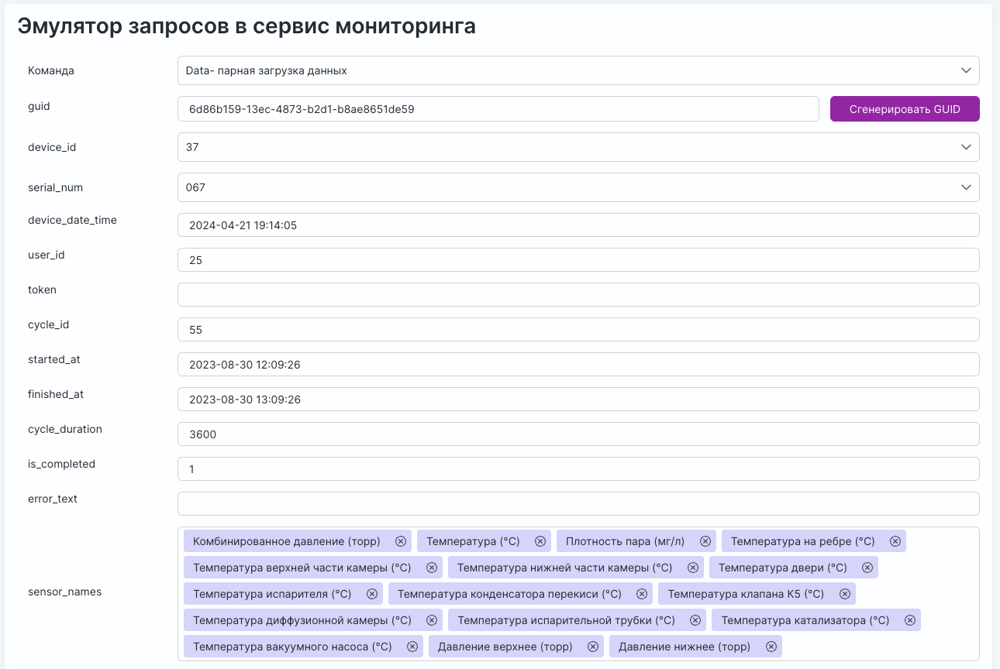 Эмулятор запросов в сервис мониторинга
Команда Data- парная загрузка данных
guid 6d86b159-13ec-4873-b2d1-b8ae8651de59 Сгенерировать GUID
device_id 37
serial_num 067
device_date_time 2024-04-21 19:14:05
user_id 25
token
cycle_id 55
started_at 2023-08-30 12:09:26
finished_at 2023-08-30 13:09:26
cycle_duration 3600
is_completed 1
error_text
sensor_names
Комбинированное давление (торр) Температура (°C) Плотность пара (мг/л) Температура на ребре (°C)
Температура верхней части камеры (°C) Температура нижней части камеры (°C) Температура двери (°C)
Температура испарителя (°C) Температура конденсатора перекиси (°C) Температура клапана К5 (°C)
Температура диффузионной камеры (°C) Температура испарительной трубки (°C) Температура катализатора (°C)
Температура вакуумного насоса (°C) Давление верхнее (торр) Давление нижнее (торр)